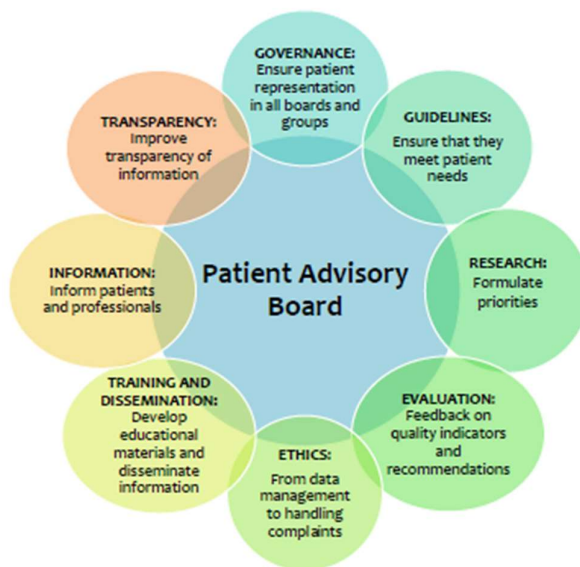 GOVERNANCE:
Ensure patient
representation
in all boards and
groups
GUIDELINES:
Ensure that they
meet patient
needs
RESEARCH:
Formulate
priorities
EVALUATION:
Feedback on
quality indicators
and
recommendations
ETHICS:
From data
management
to handling
complaints
TRAINING AND
DISSEMINATION:
Develop
educational
materials and
disseminate
information
INFORMATION:
Inform patients
and professionals
TRANSPARENCY:
Improve
transparency of
information
Patient Advisory
Board